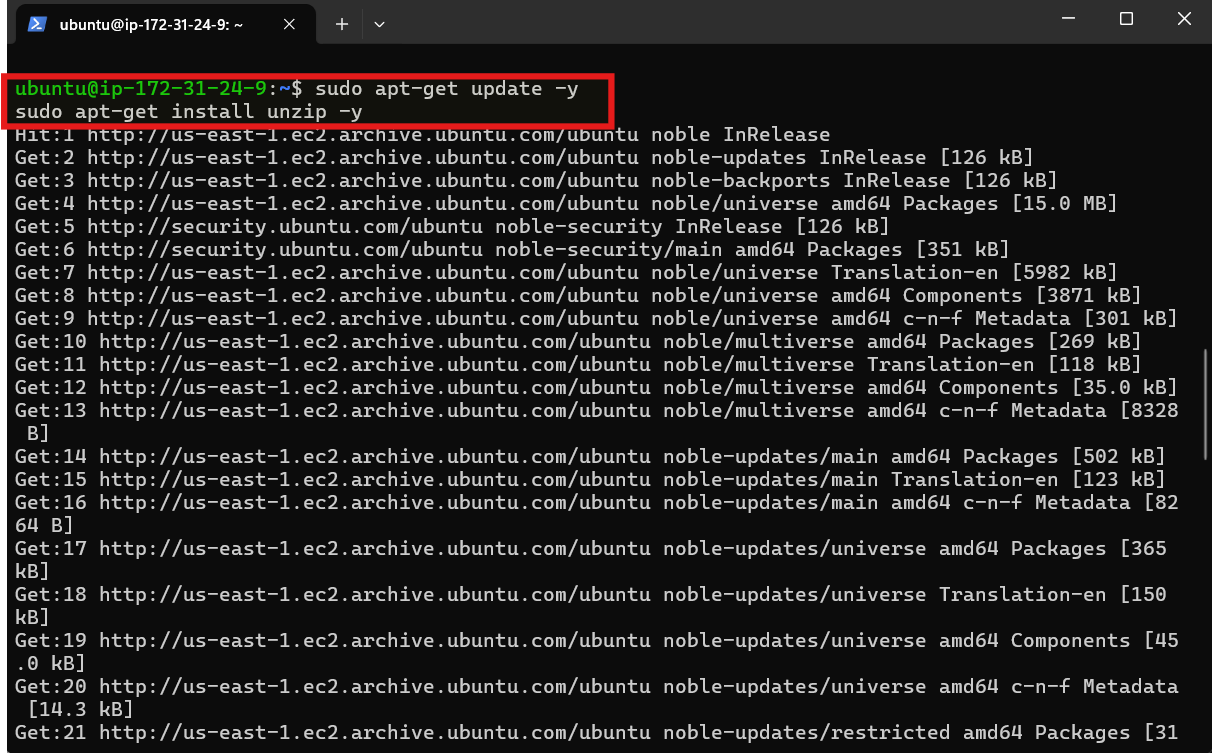 ubuntu@ip-172-31-24-9: ~
ubuntu@ip-172-31-24-9:~$ sudo apt-get update -y
sudo apt-get install unzip -y
Hit:1 http://us-east-1.ec2.archive.ubuntu.com/ubuntu noble InRelease
Get:2 http://us-east-1.ec2.archive.ubuntu.com/ubuntu noble-updates InRelease [126 kB]
Get:3 http://us-east-1.ec2.archive.ubuntu.com/ubuntu noble-backports InRelease [126 kB]
Get:4 http://us-east-1.ec2.archive.ubuntu.com/ubuntu noble/universe amd64 Packages [15.0 MB]
Get:5 http://security.ubuntu.com/ubuntu noble-security InRelease [126 kB]
Get:6 http://security.ubuntu.com/ubuntu noble-security/main amd64 Packages [351 kB]
Get:7 http://us-east-1.ec2.archive.ubuntu.com/ubuntu noble/universe Translation-en [5982 kB]
Get:8 http://us-east-1.ec2.archive.ubuntu.com/ubuntu noble/universe amd64 Components [3871 kB]
Get:9 http://us-east-1.ec2.archive.ubuntu.com/ubuntu noble/universe amd64 c-n-f Metadata [301 kB]
Get:10 http://us-east-1.ec2.archive.ubuntu.com/ubuntu noble/multiverse amd64 Packages [269 kB]
Get:11 http://us-east-1.ec2.archive.ubuntu.com/ubuntu noble/multiverse Translation-en [118 kB]
Get:12 http://us-east-1.ec2.archive.ubuntu.com/ubuntu noble/multiverse amd64 Components [35.0 kB]
Get:13 http://us-east-1.ec2.archive.ubuntu.com/ubuntu noble/multiverse amd64 c-n-f Metadata [8328
 B]
Get:14 http://us-east-1.ec2.archive.ubuntu.com/ubuntu noble-updates/main amd64 Packages [502 kB]
Get:15 http://us-east-1.ec2.archive.ubuntu.com/ubuntu noble-updates/main Translation-en [123 kB]
Get:16 http://us-east-1.ec2.archive.ubuntu.com/ubuntu noble-updates/main amd64 c-n-f Metadata [82
64 B]
Get:17 http://us-east-1.ec2.archive.ubuntu.com/ubuntu noble-updates/universe amd64 Packages [365
kB]
Get:18 http://us-east-1.ec2.archive.ubuntu.com/ubuntu noble-updates/universe Translation-en [150
kB]
Get:19 http://us-east-1.ec2.archive.ubuntu.com/ubuntu noble-updates/universe amd64 Components [45
.0 kB]
Get:20 http://us-east-1.ec2.archive.ubuntu.com/ubuntu noble-updates/universe amd64 c-n-f Metadata
 [14.3 kB]
Get:21 http://us-east-1.ec2.archive.ubuntu.com/ubuntu noble-updates/restricted amd64 Packages [31